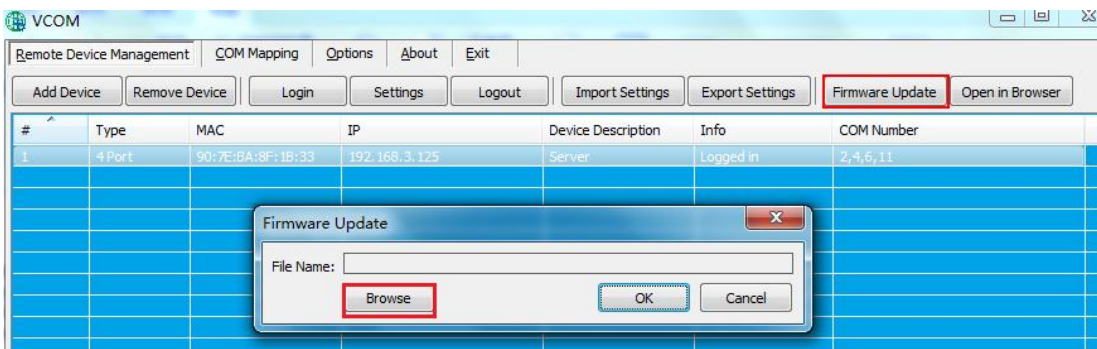 VCOM
Remote Device Management COM Mapping Options About Exit
Add Device Remove Device Login Settings Logout Import Settings Export Settings Firmware Update Open in Browser
# Type MAC IP Device Description Info COM Number
1 4 Port 90:7E:BA:8F:1B:33 192.168.3.125 Server Logged in 2,4,6,11
Firmware Update
File Name:
Browse OK Cancel